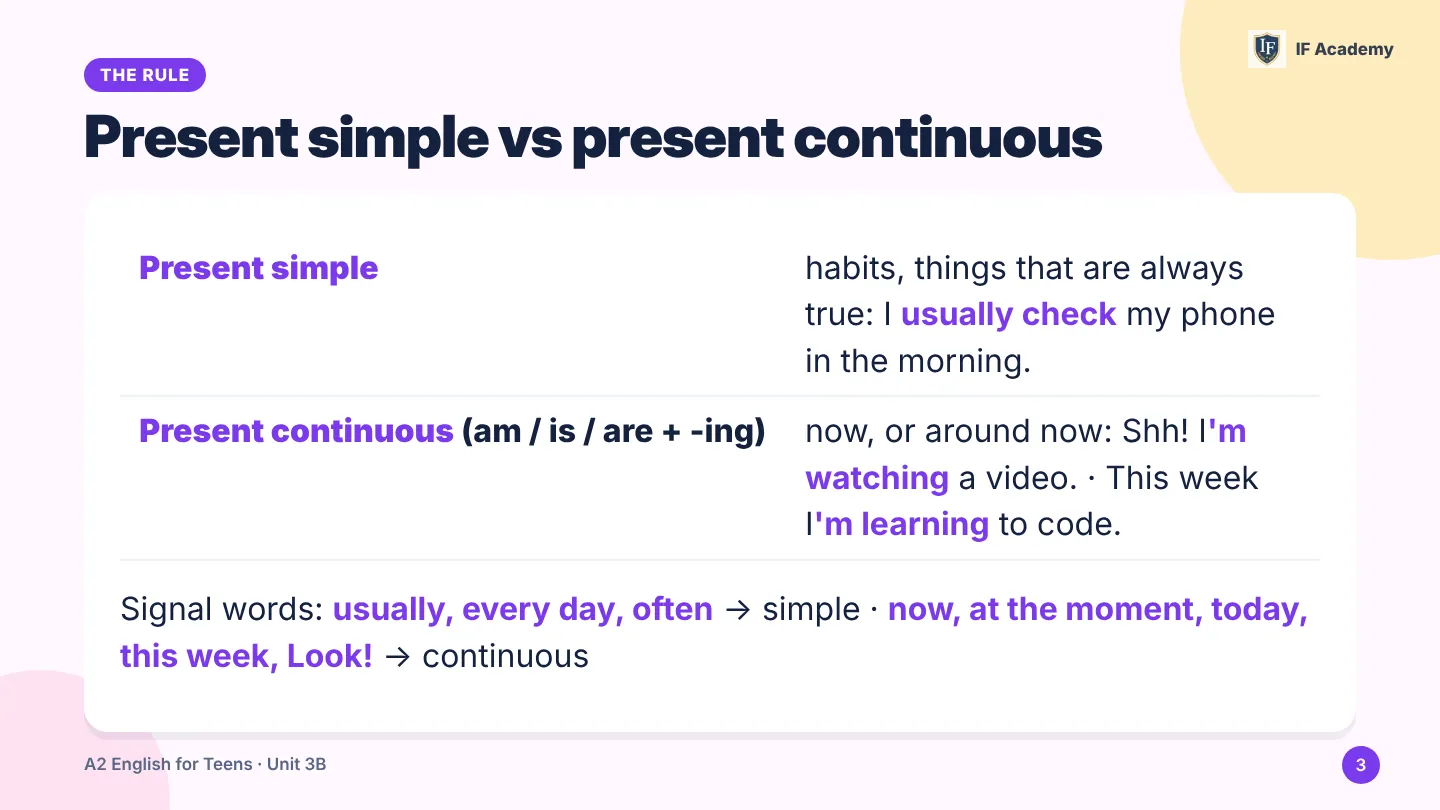 IF
IF Academy
THE RULE
Present simple vs present continuous
Present simple
habits, things that are always
true: I usually check my phone
in the morning.
Present continuous (am / is / are + -ing)
now, or around now: Shh! I'm
watching a video. · This week
I'm learning to code.
Signal words: usually, every day, often → simple · now, at the moment, today,
this week, Look! → continuous
A2 English for Teens · Unit 3B
3